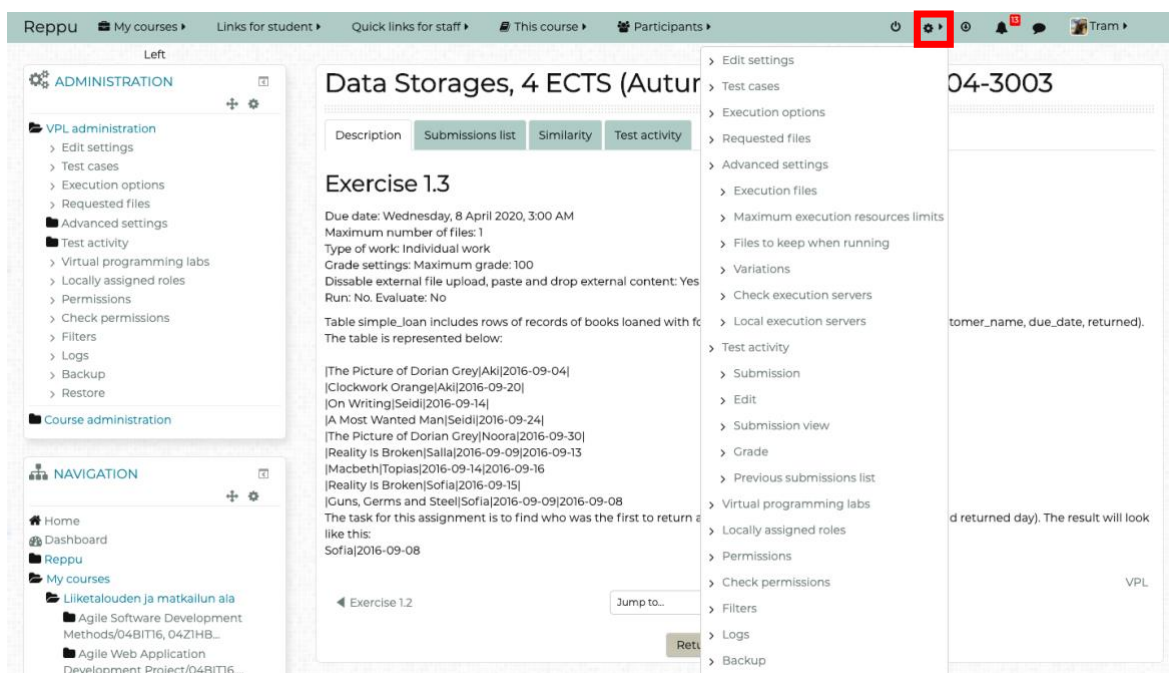 Reppu My courses Links for student Quick links for staff This course Participants 13 Tram
Left
ADMINISTRATION
VPL administration
Edit settings
Test cases
Execution options
Requested files
Advanced settings
Test activity
Virtual programming labs
Locally assigned roles
Permissions
Check permissions
Filters
Logs
Backup
Restore
Course administration
NAVIGATION
Home
Dashboard
Reppu
My courses
Liiketalouden ja matkailun ala
Agile Software Development
Methods/04BIT16, 04Z1HB...
Agile Web Application
Development Project/04BIT16...
Data Storages, 4 ECTS (Autur 04-3003
Description Submissions list Similarity Test activity
Exercise 1.3
Due date: Wednesday, 8 April 2020, 3:00 AM
Maximum number of files: 1
Type of work: Individual work
Grade settings: Maximum grade: 100
Dissable external file upload, paste and drop external content: Yes
Run: No. Evaluate: No
Table simple_loan includes rows of records of books loaned with fo tomer_name, due_date, returned).
The table is represented below:
|The Picture of Dorian Grey|Aki|2016-09-04|
|Clockwork Orange|Aki|2016-09-20|
|On Writing|Seidi|2016-09-14|
|A Most Wanted Man|Seidi|2016-09-24|
|The Picture of Dorian Grey|Noora|2016-09-30|
|Reality Is Broken|Salla|2016-09-09|2016-09-13
|Macbeth|Topias|2016-09-14|2016-09-16
|Reality Is Broken|Sofia|2016-09-15|
|Guns, Germs and Steel|Sofia|2016-09-09|2016-09-08
The task for this assignment is to find who was the first to return a d returned day). The result will look
like this:
Sofia|2016-09-08
Exercise 1.2 Jump to... VPL
Retu
Edit settings
Test cases
Execution options
Requested files
Advanced settings
Execution files
Maximum execution resources limits
Files to keep when running
Variations
Check execution servers
Local execution servers
Test activity
Submission
Edit
Submission view
Grade
Previous submissions list
Virtual programming labs
Locally assigned roles
Permissions
Check permissions
Filters
Logs
Backup